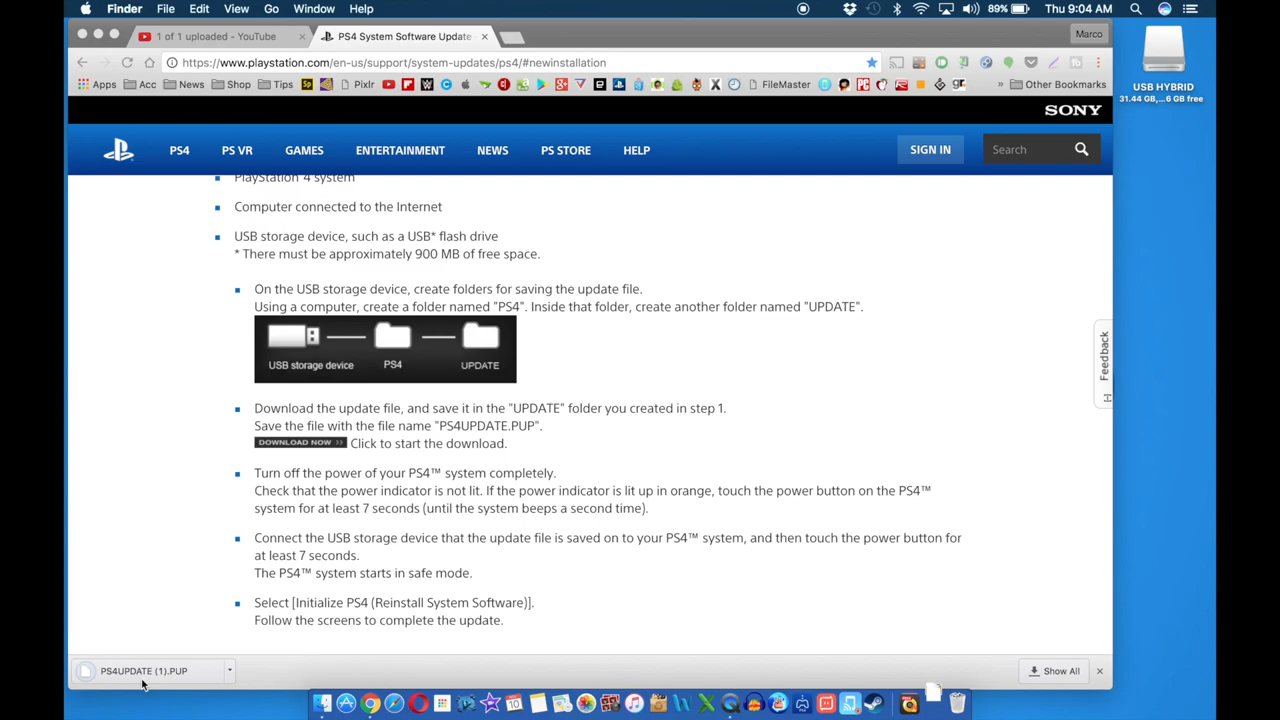 Finder File Edit View Go Window Help 89% Thu 9:04 AM
1 of 1 uploaded - YouTube PS4 System Software Update Marco
https://www.playstation.com/en-us/support/system-updates/ps4/#newinstallation
Apps Acc News Shop Tips Pixlr FileMaster » Other Bookmarks
USB HYBRID
31.44 GB,...6 GB free
SONY
PS4 PS VR GAMES ENTERTAINMENT NEWS PS STORE HELP SIGN IN Search
PlayStation 4 system
Computer connected to the Internet
USB storage device, such as a USB* flash drive
* There must be approximately 900 MB of free space.
On the USB storage device, create folders for saving the update file.
Using a computer, create a folder named "PS4". Inside that folder, create another folder named "UPDATE".
USB storage device PS4 UPDATE
Feedback
Download the update file, and save it in the "UPDATE" folder you created in step 1.
Save the file with the file name "PS4UPDATE.PUP".
DOWNLOAD NOW >> Click to start the download.
Turn off the power of your PS4™ system completely.
Check that the power indicator is not lit. If the power indicator is lit up in orange, touch the power button on the PS4™
system for at least 7 seconds (until the system beeps a second time).
Connect the USB storage device that the update file is saved on to your PS4™ system, and then touch the power button for
at least 7 seconds.
The PS4™ system starts in safe mode.
Select [Initialize PS4 (Reinstall System Software)].
Follow the screens to complete the update.
PS4UPDATE (1).PUP Show All